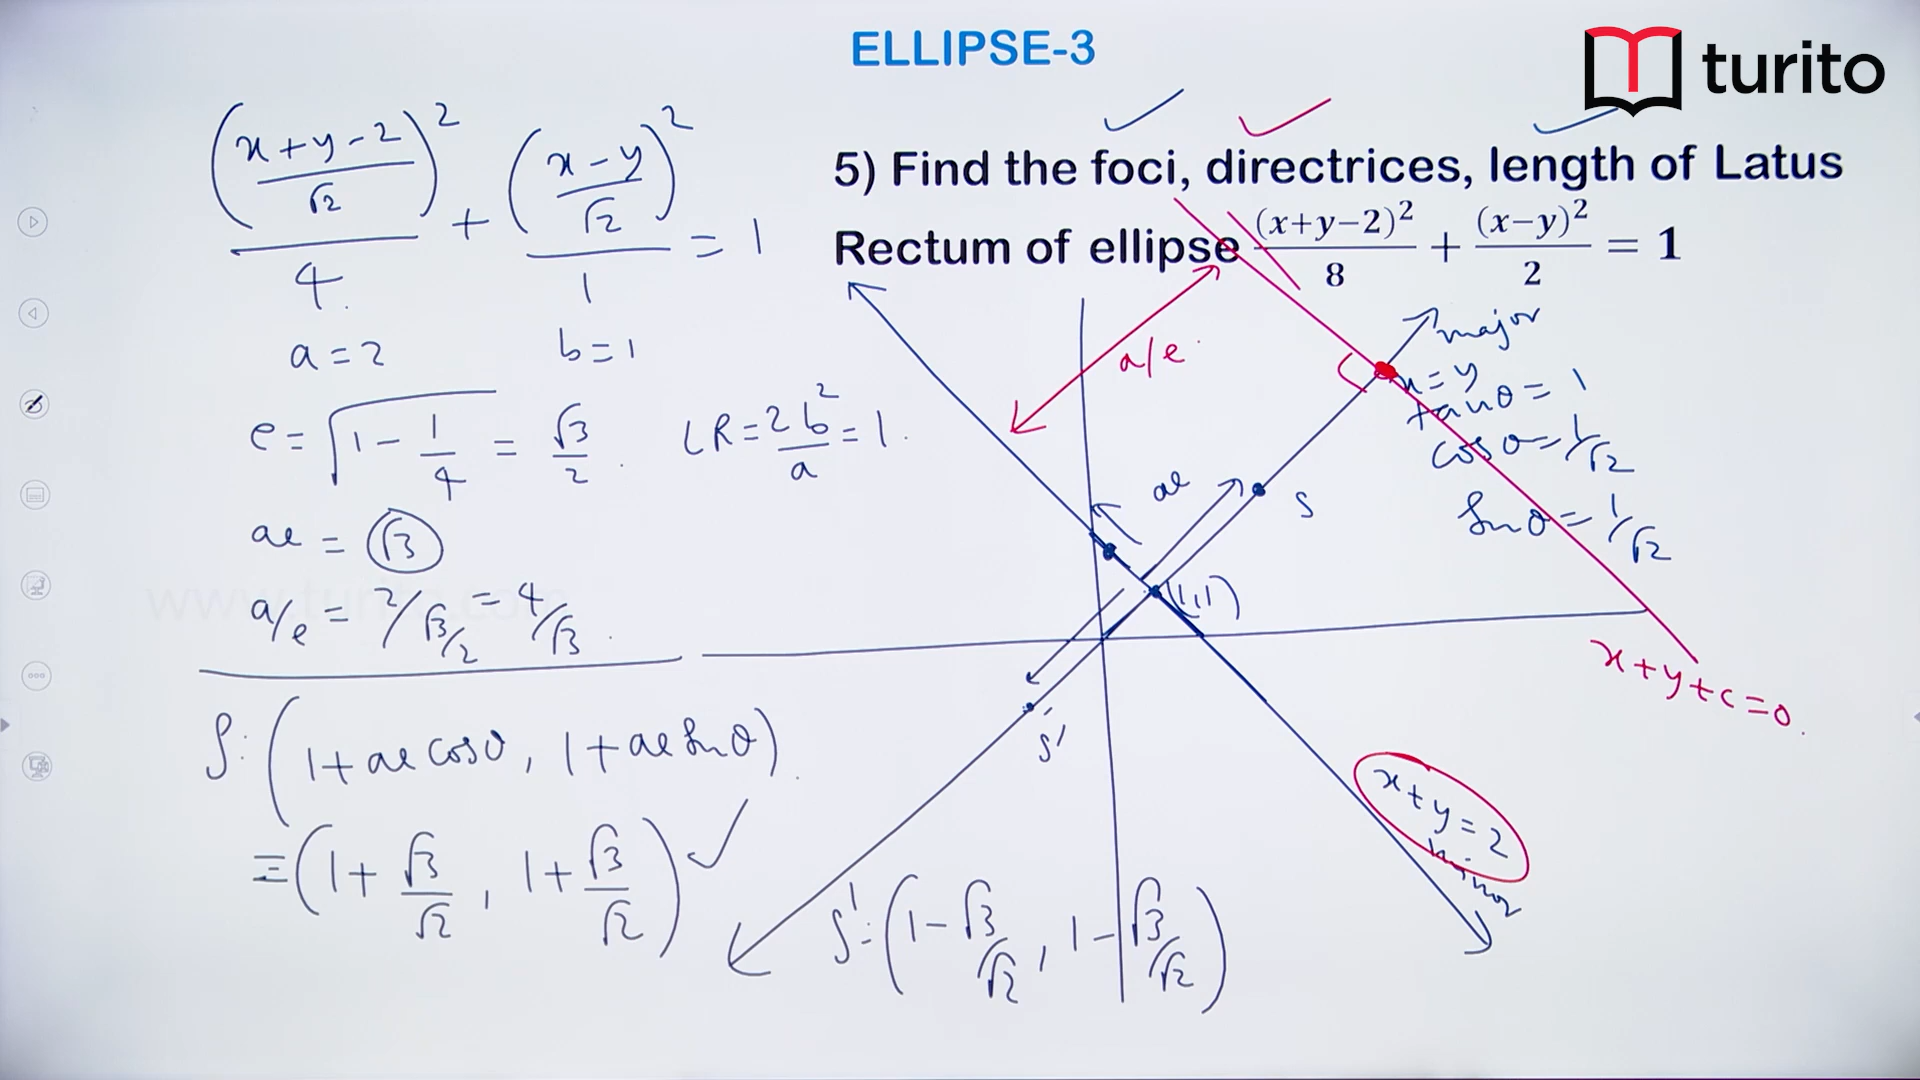 ELLIPSE-3
turito
5) Find the foci, directrices, length of Latus
Rectum of ellipse (x+y−2)²/8 + (x−y)²/2 = 1
((x+y-2)/√2)²/4 + ((x-y)/√2)²/1 = 1
a = 2 b = 1
e = √(1 - 1/4) = √3/2 . LR = 2b²/a = 1 .
ae = √3
a/e = 2/√3/2 = 4/√3 .
S: (1+ae cosθ, 1+ae sinθ) .
≡ (1 + √3/√2 , 1 + √3/√2)
S': (1 - √3/√2 , 1 - √3/√2)
a/e
major
x = y
tanθ = 1
cosθ = 1/√2
sinθ = 1/√2
ae
S
(1,1)
S'
x+y+c=0 .
x+y=2
minor
www.turito.com